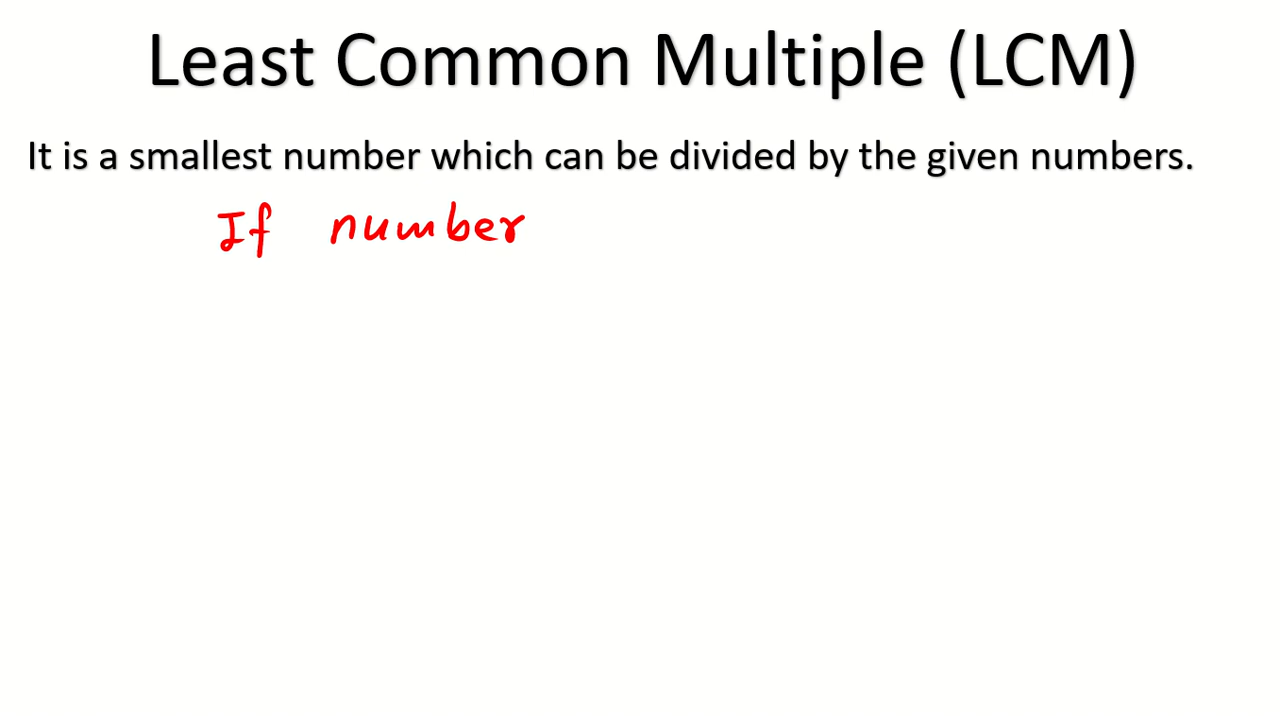 Least Common Multiple (LCM)
It is a smallest number which can be divided by the given numbers.
If number